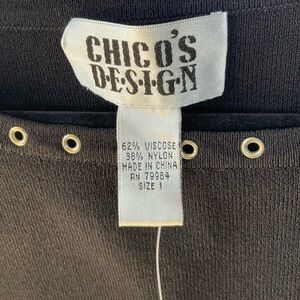 CHICO'S
DESIGN
62% VISCOSE
38% NYLON
MADE IN CHINA
RN 79984
SIZE 1